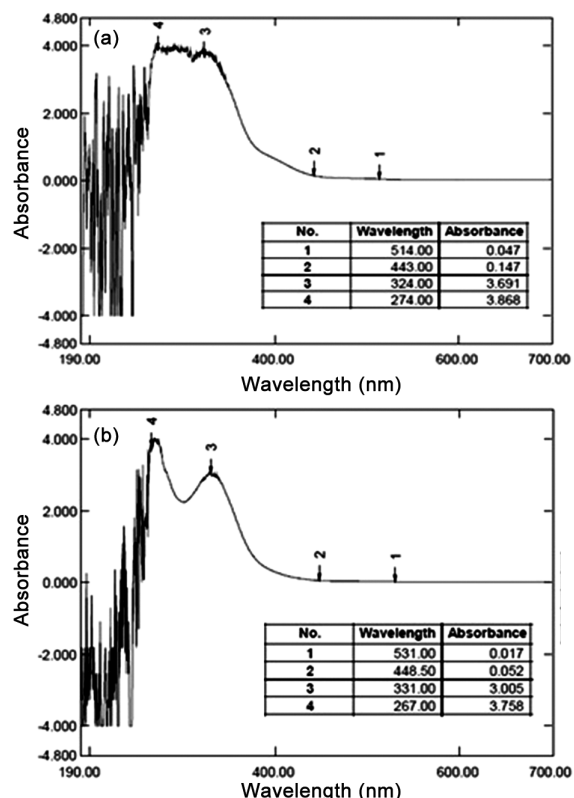 4.800
(a)
4
3
4.000
2.000
2
1
0.000
-2.000
-4.000
-4.800
Absorbance
No. Wavelength Absorbance
1 514.00 0.047
2 443.00 0.147
3 324.00 3.691
4 274.00 3.868
190.00 400.00 600.00 700.00
Wavelength (nm)
4.800
(b)
4
3
4.000
2.000
2
1
0.000
-2.000
-4.000
-4.800
Absorbance
No. Wavelength Absorbance
1 531.00 0.017
2 448.50 0.052
3 331.00 3.005
4 267.00 3.758
190.00 400.00 600.00 700.00
Wavelength (nm)